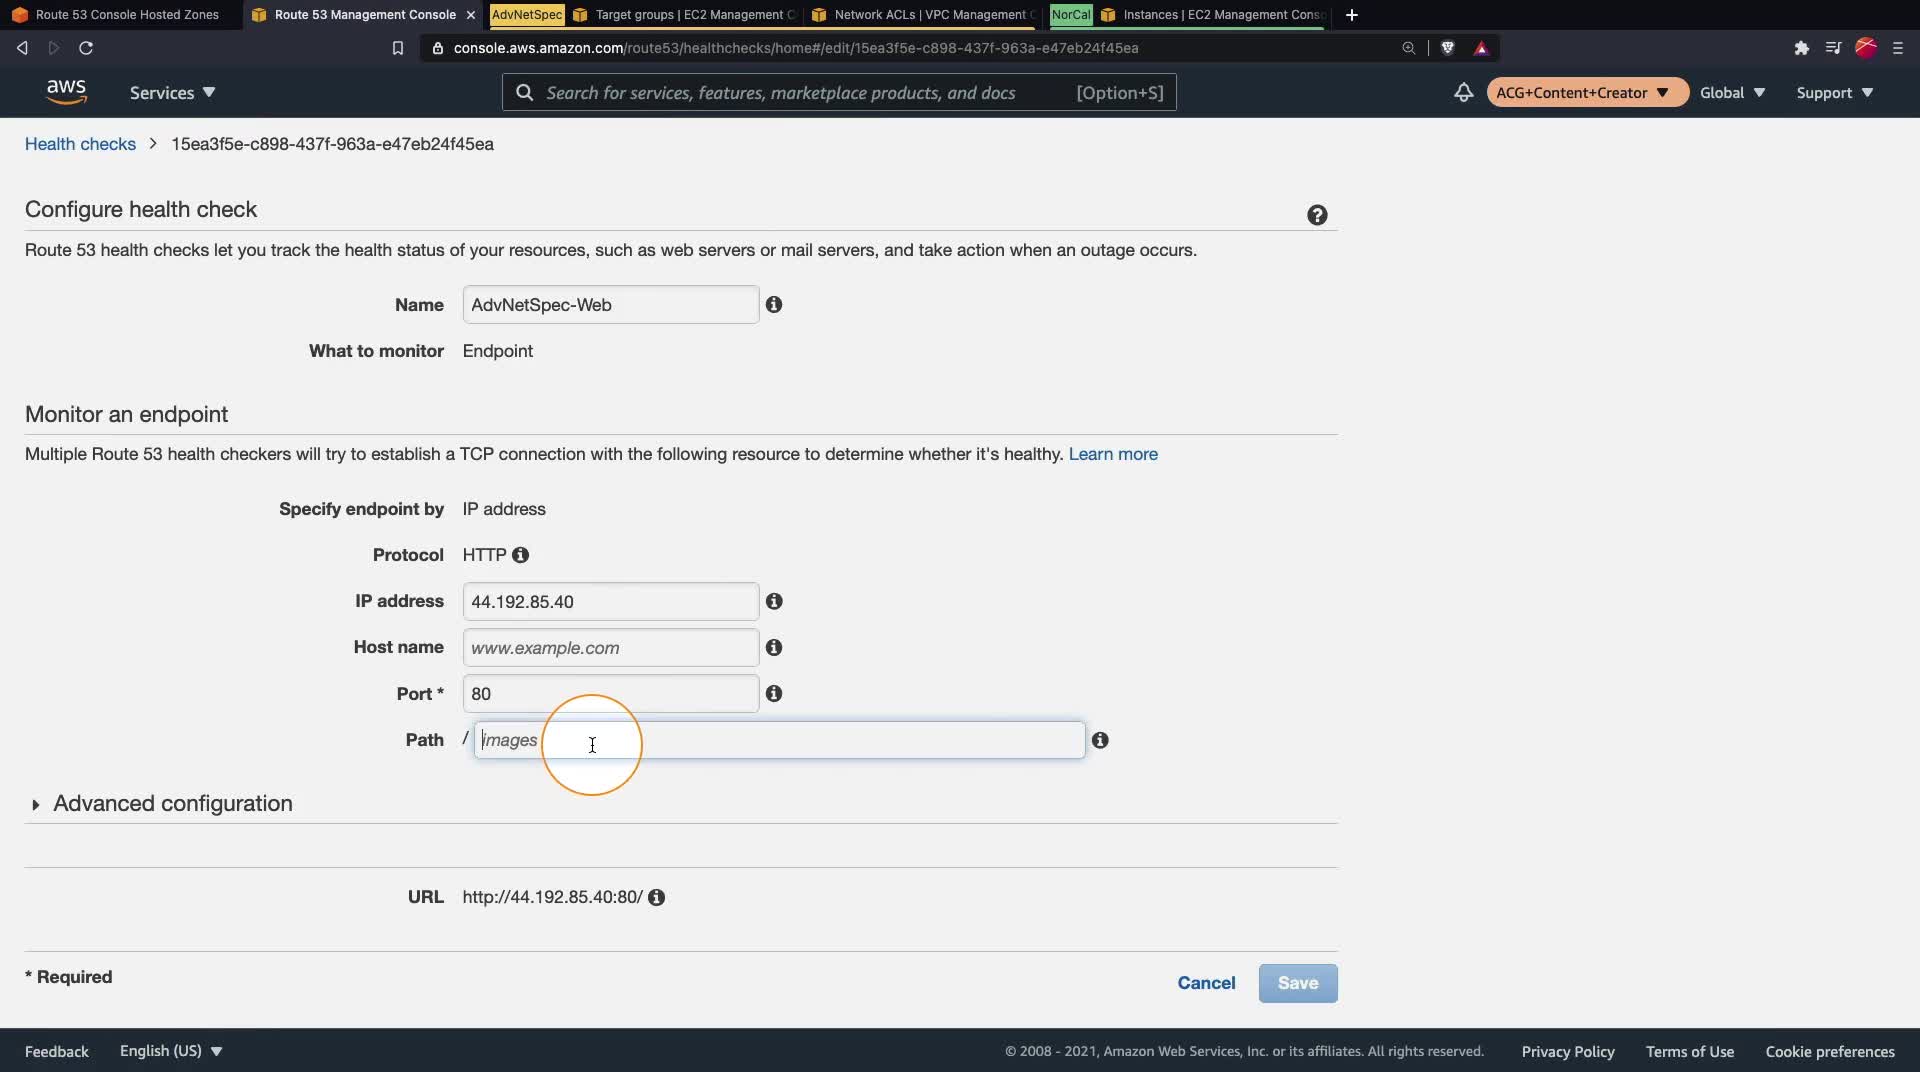 Route 53 Console Hosted Zones
Route 53 Management Console
AdvNetSpec
Target groups | EC2 Management C
Network ACLs | VPC Management C
NorCal
Instances | EC2 Management Conso
console.aws.amazon.com/route53/healthchecks/home#/edit/15ea3f5e-c898-437f-963a-e47eb24f45ea
aws
Services
Search for services, features, marketplace products, and docs
[Option+S]
ACG+Content+Creator
Global
Support
Health checks > 15ea3f5e-c898-437f-963a-e47eb24f45ea
Configure health check
Route 53 health checks let you track the health status of your resources, such as web servers or mail servers, and take action when an outage occurs.
Name AdvNetSpec-Web
What to monitor Endpoint
Monitor an endpoint
Multiple Route 53 health checkers will try to establish a TCP connection with the following resource to determine whether it's healthy. Learn more
Specify endpoint by IP address
Protocol HTTP
IP address 44.192.85.40
Host name www.example.com
Port * 80
Path / images
Advanced configuration
URL http://44.192.85.40:80/
* Required
Cancel
Save
Feedback
English (US)
© 2008 - 2021, Amazon Web Services, Inc. or its affiliates. All rights reserved.
Privacy Policy
Terms of Use
Cookie preferences